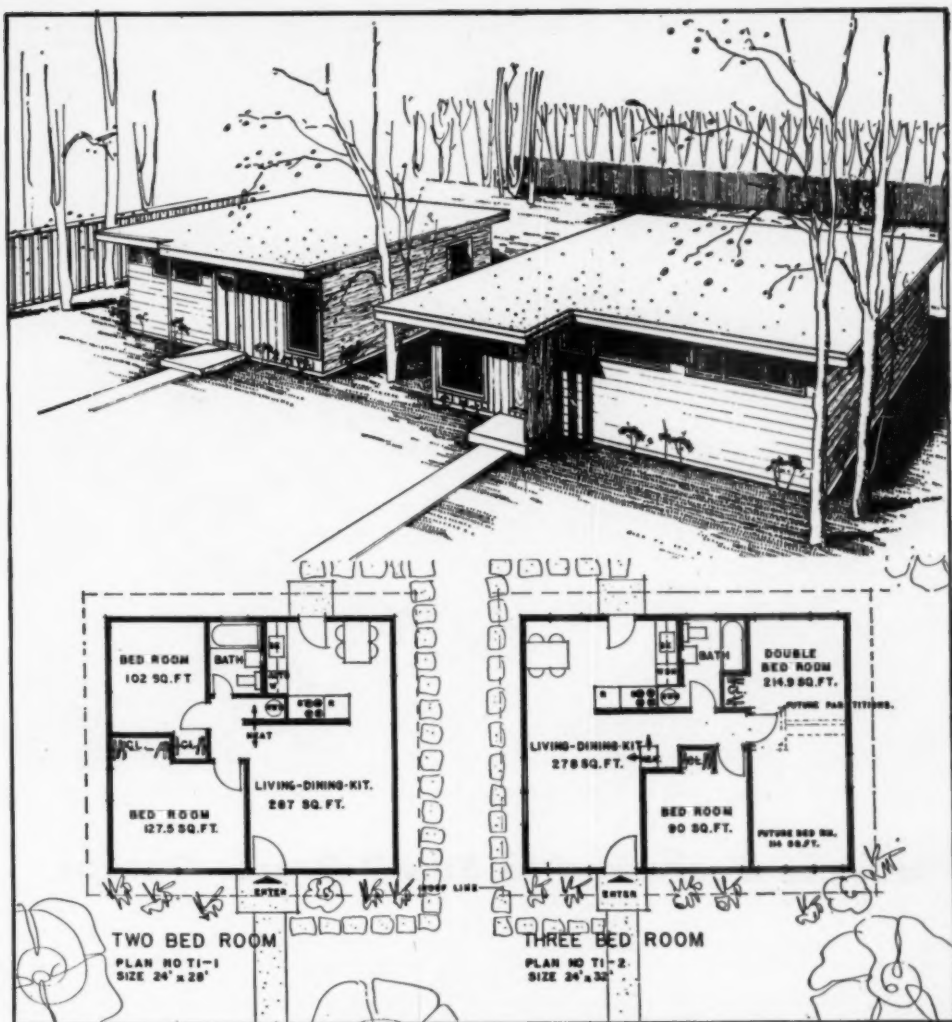 BED ROOM
102 SQ.FT
BATH
CL.
CL.
HEAT
BED ROOM
127.5 SQ.FT.
LIVING-DINING-KIT.
287 SQ. FT.
R
ENTER
ROOF LINE
TWO BED ROOM
PLAN NO T1-1
SIZE 24' x 28'
BATH
DOUBLE
BED ROOM
214.9 SQ.FT.
FUTURE PARTITIONS.
R
LIVING-DINING-KIT.
278 SQ. FT.
CL.
BED ROOM
90 SQ.FT.
FUTURE BED RM.
114 SQ.FT.
ENTER
THREE BED ROOM
PLAN NO T1-2
SIZE 24' x 32'